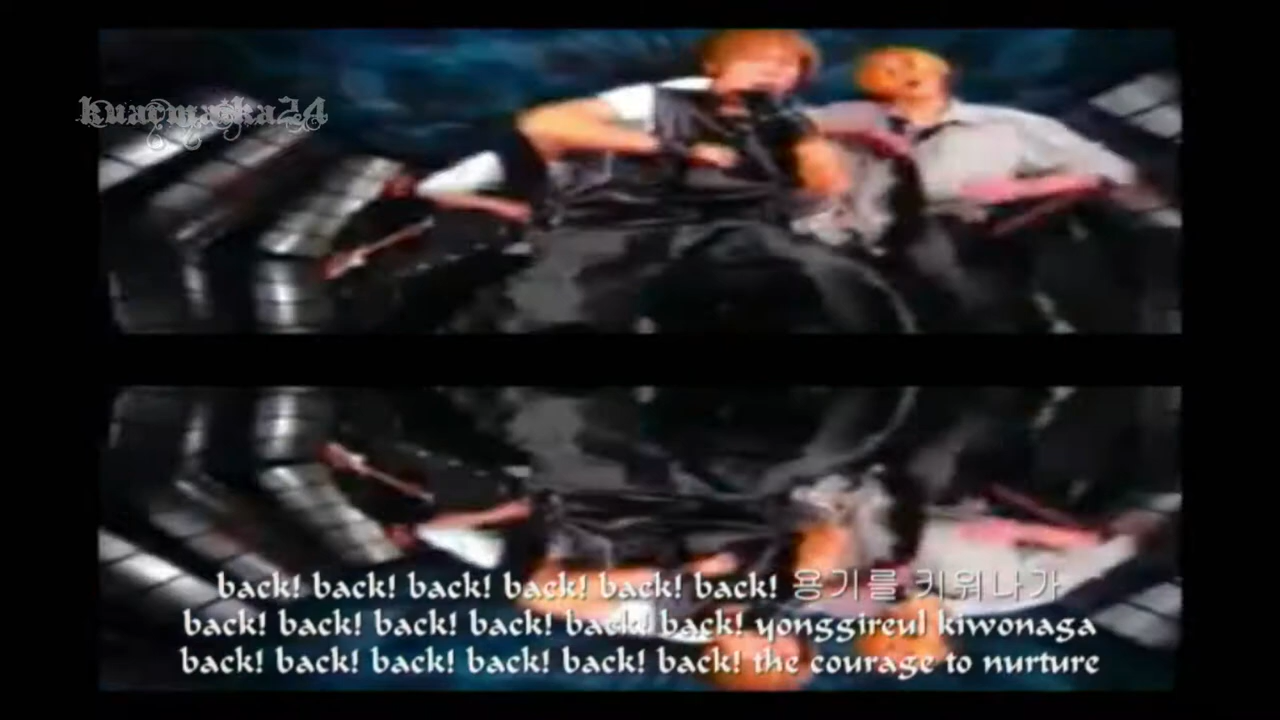 kuarmaska24
back! back! back! back! back! back! 용기를 키워나가
back! back! back! back! back! back! yonggireul kiwonaga
back! back! back! back! back! back! the courage to nurture